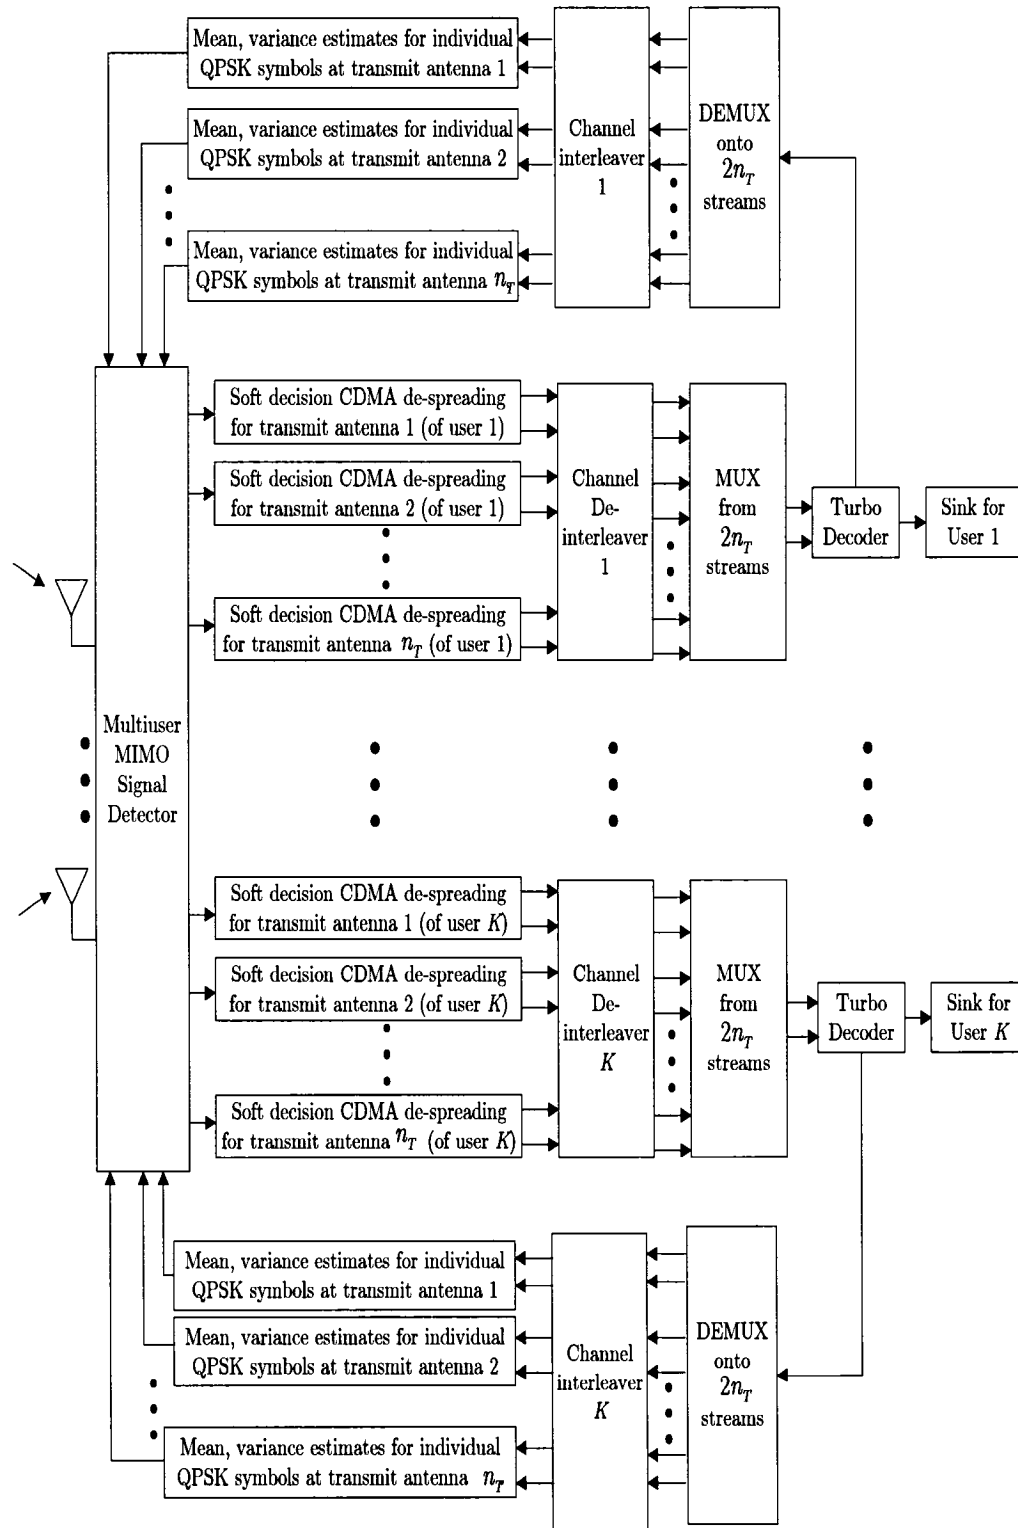 Mean, variance estimates for individual
QPSK symbols at transmit antenna 1
Mean, variance estimates for individual
QPSK symbols at transmit antenna 2
Mean, variance estimates for individual
QPSK symbols at transmit antenna n_T
Channel
interleaver
1
DEMUX
onto
2n_T
streams
Soft decision CDMA de-spreading
for transmit antenna 1 (of user 1)
Soft decision CDMA de-spreading
for transmit antenna 2 (of user 1)
Soft decision CDMA de-spreading
for transmit antenna n_T (of user 1)
Channel
De-
interleaver
1
MUX
from
2n_T
streams
Turbo
Decoder
Sink for
User 1
Multiuser
MIMO
Signal
Detector
Soft decision CDMA de-spreading
for transmit antenna 1 (of user K)
Soft decision CDMA de-spreading
for transmit antenna 2 (of user K)
Soft decision CDMA de-spreading
for transmit antenna n_T (of user K)
Channel
De-
interleaver
K
MUX
from
2n_T
streams
Turbo
Decoder
Sink for
User K
Mean, variance estimates for individual
QPSK symbols at transmit antenna 1
Mean, variance estimates for individual
QPSK symbols at transmit antenna 2
Mean, variance estimates for individual
QPSK symbols at transmit antenna n_T
Channel
interleaver
K
DEMUX
onto
2n_T
streams